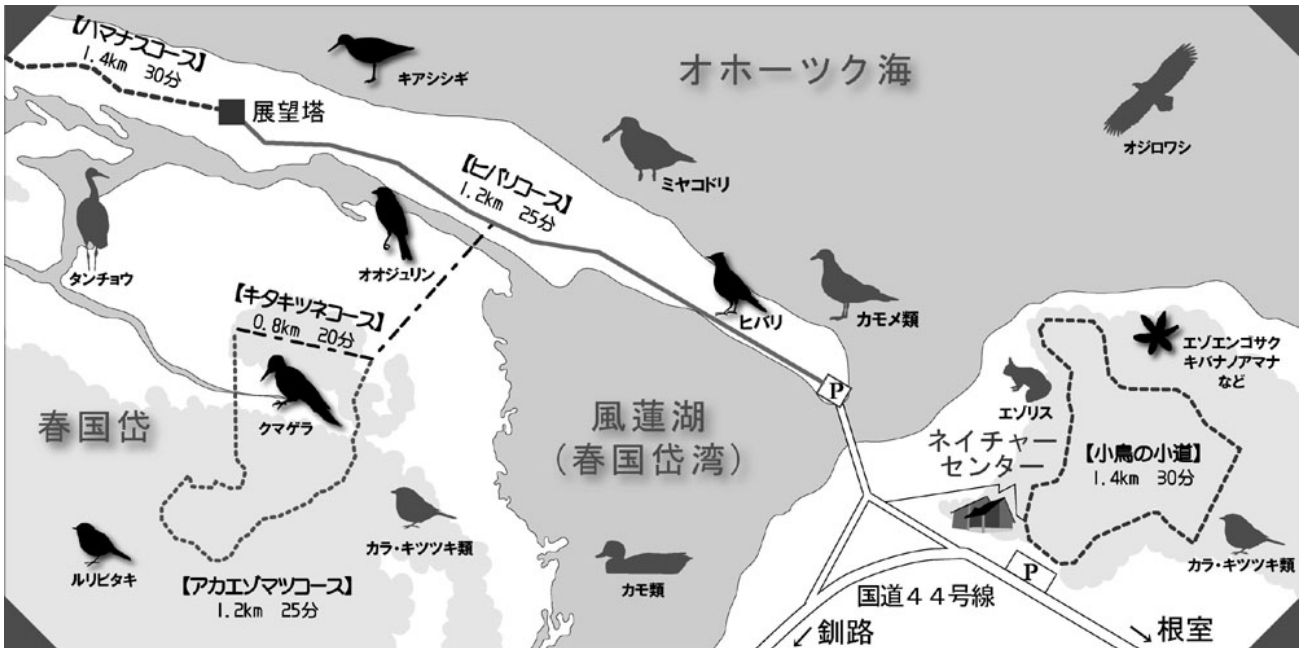 【ハマナスコース】
1.4km 30分
キアシシギ
オホーツク海
オジロワシ
展望塔
ミヤコドリ
【ヒバリコース】
1.2km 25分
タンチョウ
オオジュリン
ヒバリ
カモメ類
【キタキツネコース】
0.8km 20分
エゾエンゴサク
キバナノアマナ
など
エゾリス
P
クマゲラ
春国岱
風蓮湖
(春国岱湾)
ネイチャー
センター
【小鳥の小道】
1.4km 30分
カラ・キツツキ類
ルリビタキ
カモ類
カラ・キツツキ類
P
【アカエゾマツコース】
1.2km 25分
国道44号線
↙釧路
↘根室